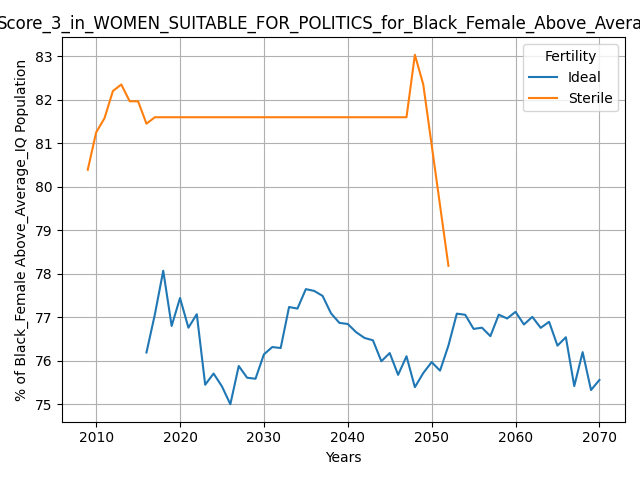 Score_3_in_WOMEN_SUITABLE_FOR_POLITICS_for_Black_Female_Above_Avera
% of Black_Female Above_Average_IQ Population
83
82
81
80
79
78
77
76
75
Fertility
Ideal
Sterile
2010 2020 2030 2040 2050 2060 2070
Years